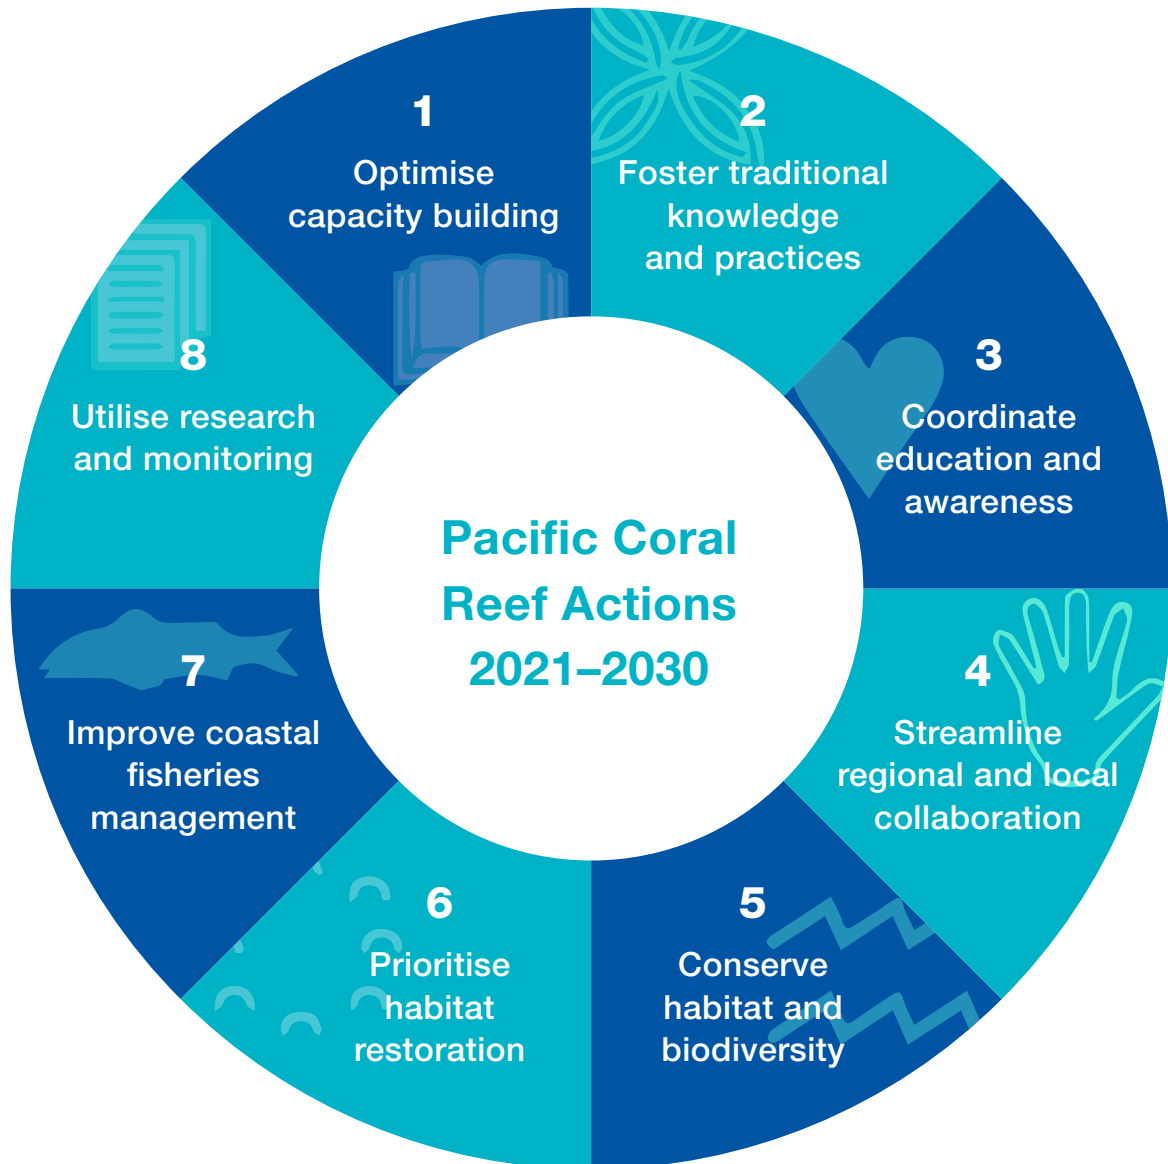 1
Optimise
capacity building
2
Foster traditional
knowledge
and practices
3
Coordinate
education and
awareness
4
Streamline
regional and local
collaboration
5
Conserve
habitat and
biodiversity
6
Prioritise
habitat
restoration
7
Improve coastal
fisheries
management
8
Utilise research
and monitoring
Pacific Coral
Reef Actions
2021–2030